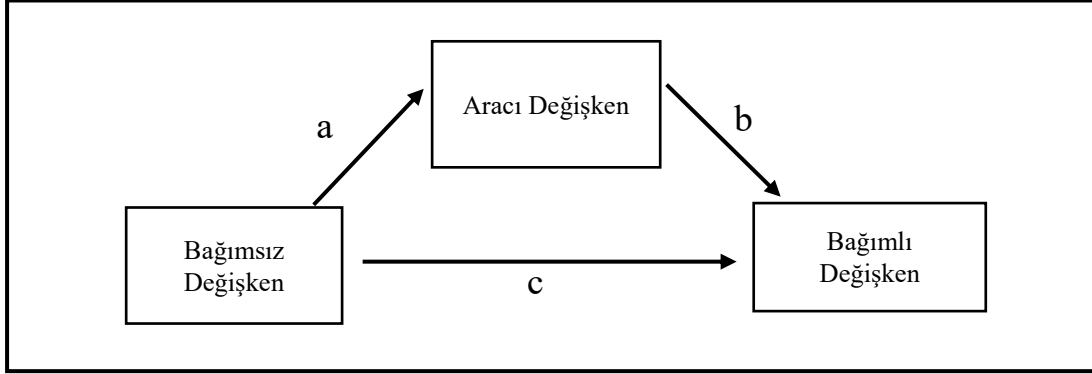 Aracı Değişken
a
b
Bağımsız
Değişken
c
Bağımlı
Değişken